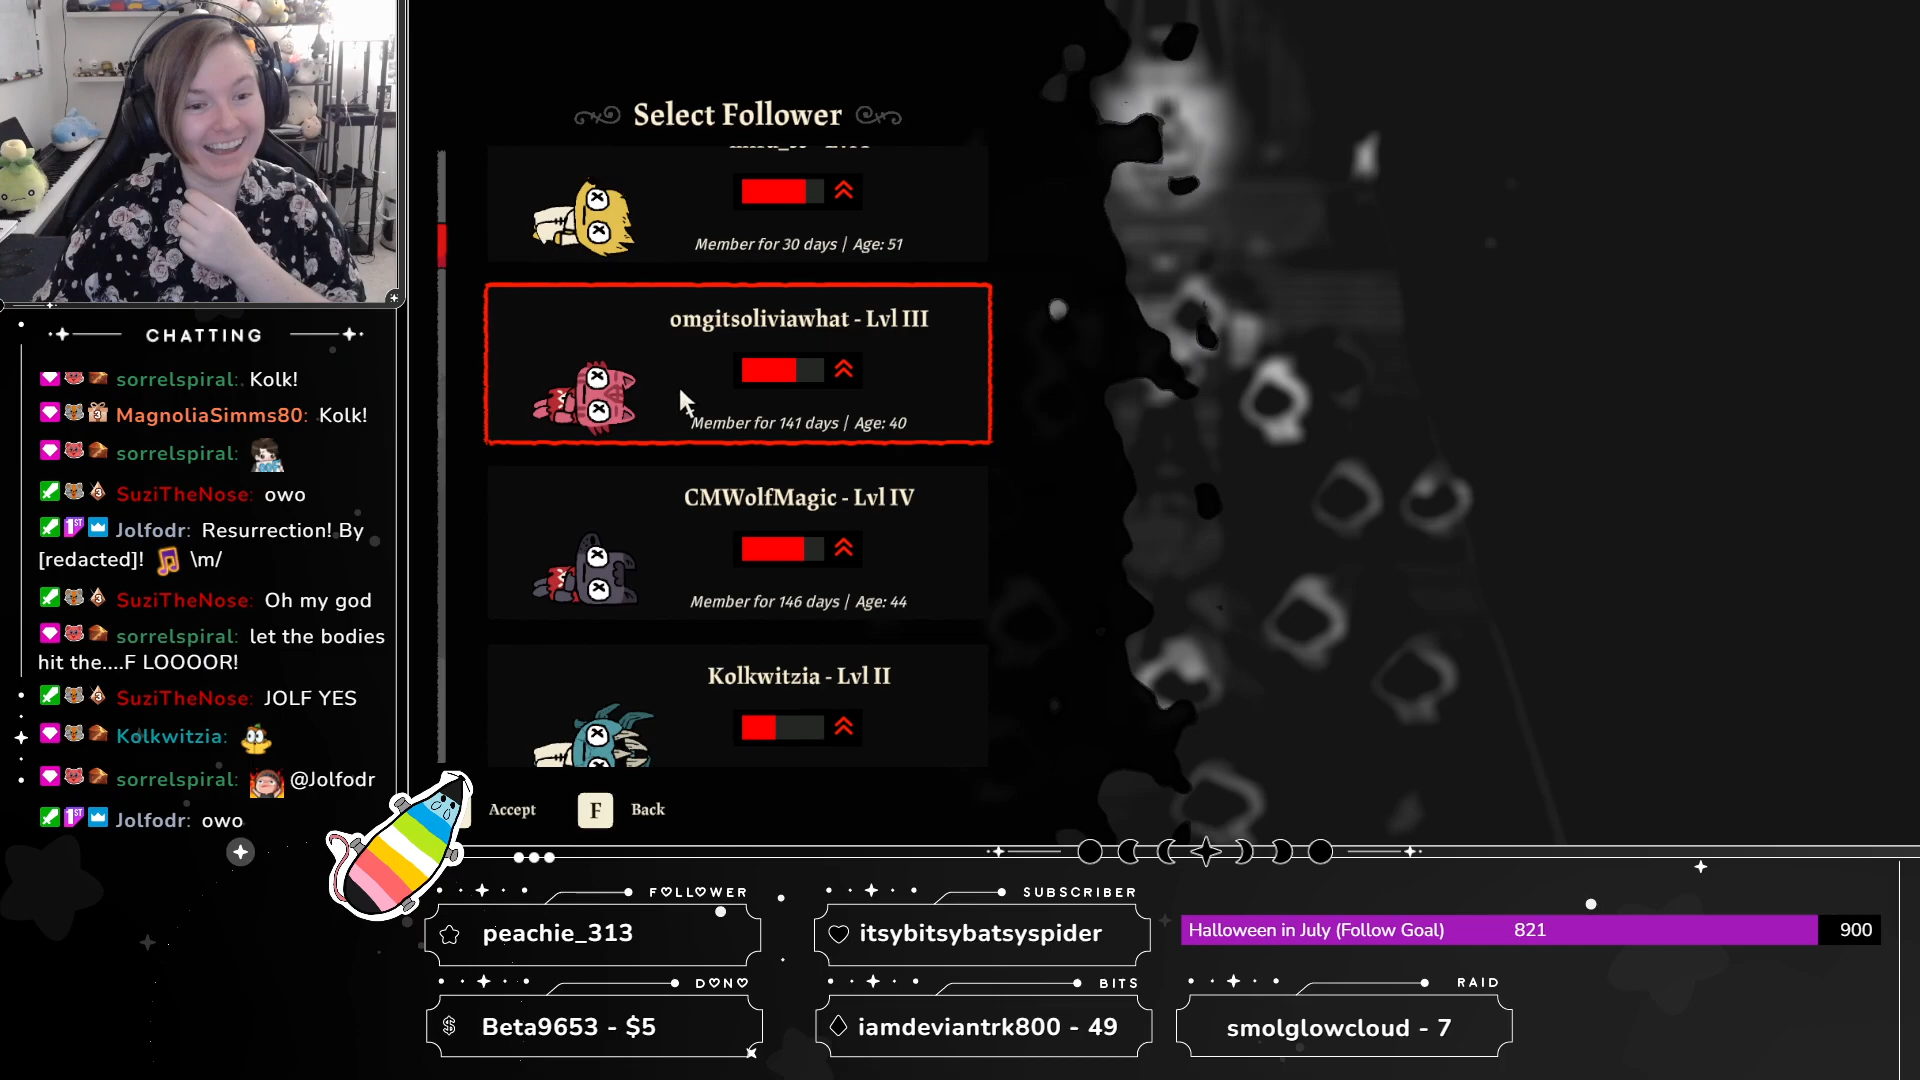 CHATTING
sorrelspiral: Kolk!
MagnoliaSimms80: Kolk!
sorrelspiral:
SuziTheNose: owo
Jolfodr: Resurrection! By
[redacted]! \m/
SuziTheNose: Oh my god
sorrelspiral: let the bodies
hit the....F LOOOOR!
SuziTheNose: JOLF YES
Kolkwitzia:
sorrelspiral: @Jolfodr
Jolfodr: owo
Select Follower
Member for 30 days | Age: 51
omgitsoliviawhat - Lvl III
Member for 141 days | Age: 40
CMWolfMagic - Lvl IV
Member for 146 days | Age: 44
Kolkwitzia - Lvl II
Accept
F Back
FOLLOWER
peachie_313
SUBSCRIBER
itsybitsybatsyspider
Halloween in July (Follow Goal) 821 900
DONO
Beta9653 - $5
BITS
iamdeviantrk800 - 49
RAID
smolglowcloud - 7